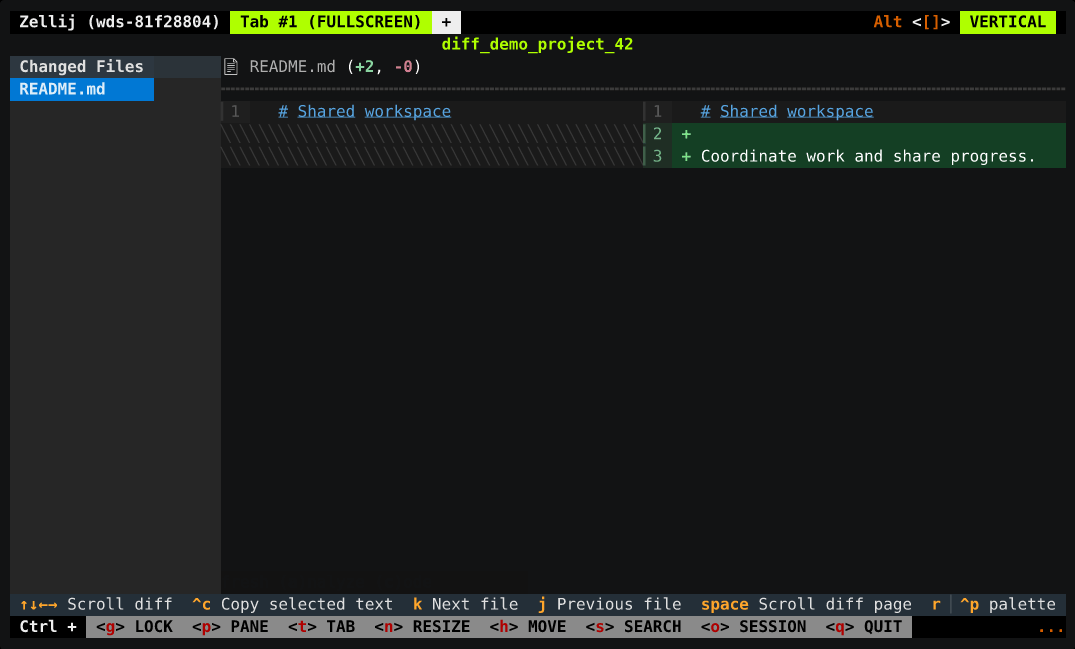 Zellij (wds-81f28804) Tab #1 (FULLSCREEN) + Alt <[]> VERTICAL
diff_demo_project_42
Changed Files
README.md
README.md (+2, -0)
1 # Shared workspace 1 # Shared workspace
2 +
3 + Coordinate work and share progress.
↑↓←→ Scroll diff ^c Copy selected text k Next file j Previous file space Scroll diff page r ^p palette
Ctrl + <g> LOCK <p> PANE <t> TAB <n> RESIZE <h> MOVE <s> SEARCH <o> SESSION <q> QUIT ...